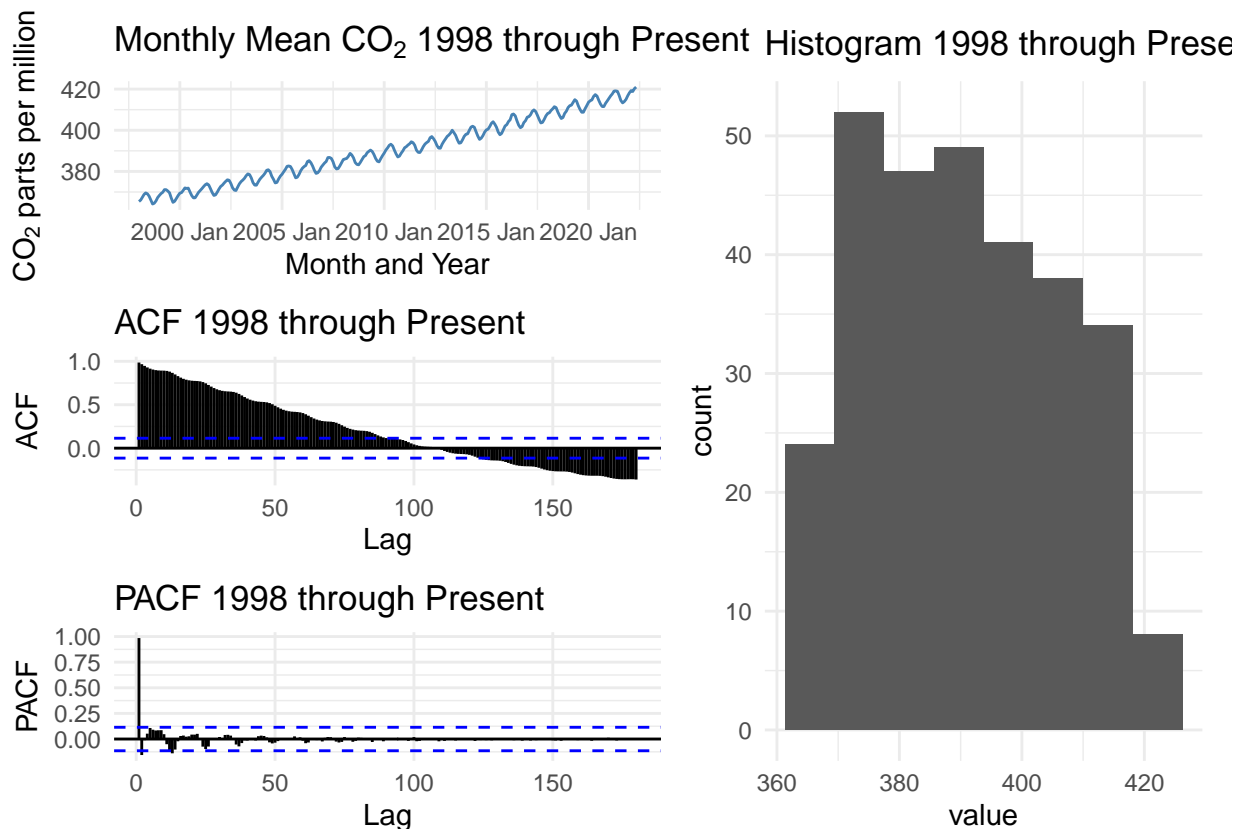 Monthly Mean CO₂ 1998 through Present
CO₂ parts per million
420
400
380
2000 Jan 2005 Jan 2010 Jan 2015 Jan 2020 Jan
Month and Year
ACF 1998 through Present
ACF
1.0
0.5
0.0
0 50 100 150
Lag
PACF 1998 through Present
PACF
1.00
0.75
0.50
0.25
0.00
0 50 100 150
Lag
Histogram 1998 through Prese
count
50
40
30
20
10
0
360 380 400 420
value